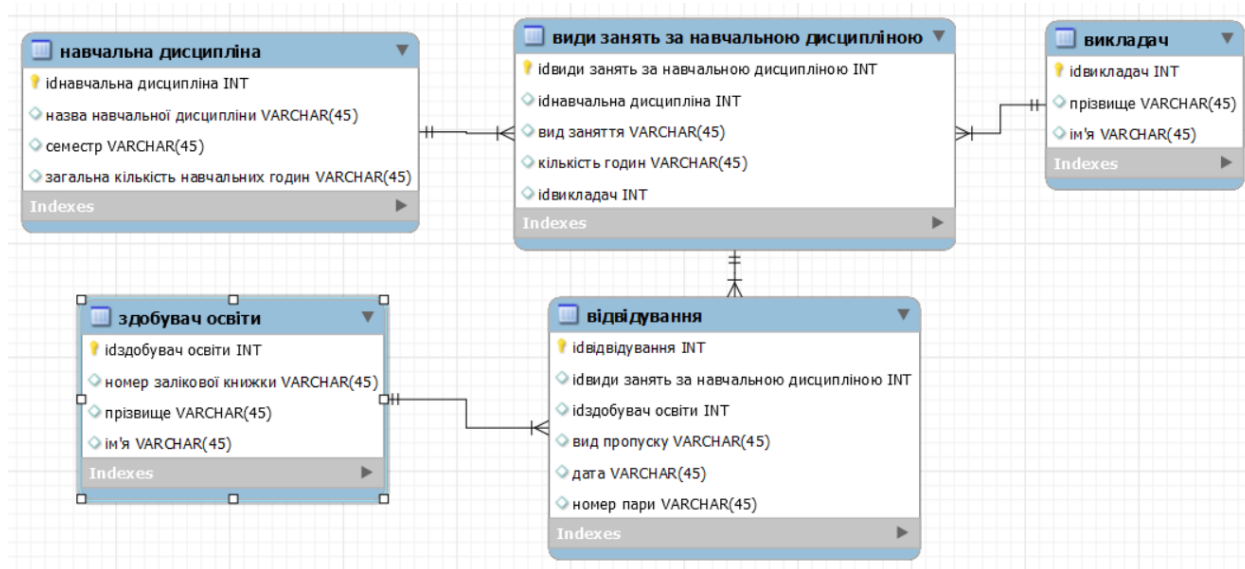 навчальна дисципліна
idнавчальна дисципліна INT
назва навчальної дисципліни VARCHAR(45)
семестр VARCHAR(45)
загальна кількість навчальних годин VARCHAR(45)
Indexes
види занять за навчальною дисципліною
idвиди занять за навчальною дисципліною INT
idнавчальна дисципліна INT
вид заняття VARCHAR(45)
кількість годин VARCHAR(45)
idвикладач INT
Indexes
викладач
idвикладач INT
прізвище VARCHAR(45)
ім'я VARCHAR(45)
Indexes
здобувач освіти
idздобувач освіти INT
номер залікової книжки VARCHAR(45)
прізвище VARCHAR(45)
ім'я VARCHAR(45)
Indexes
відвідування
idвідвідування INT
idвиди занять за навчальною дисципліною INT
idздобувач освіти INT
вид пропуску VARCHAR(45)
дата VARCHAR(45)
номер пари VARCHAR(45)
Indexes